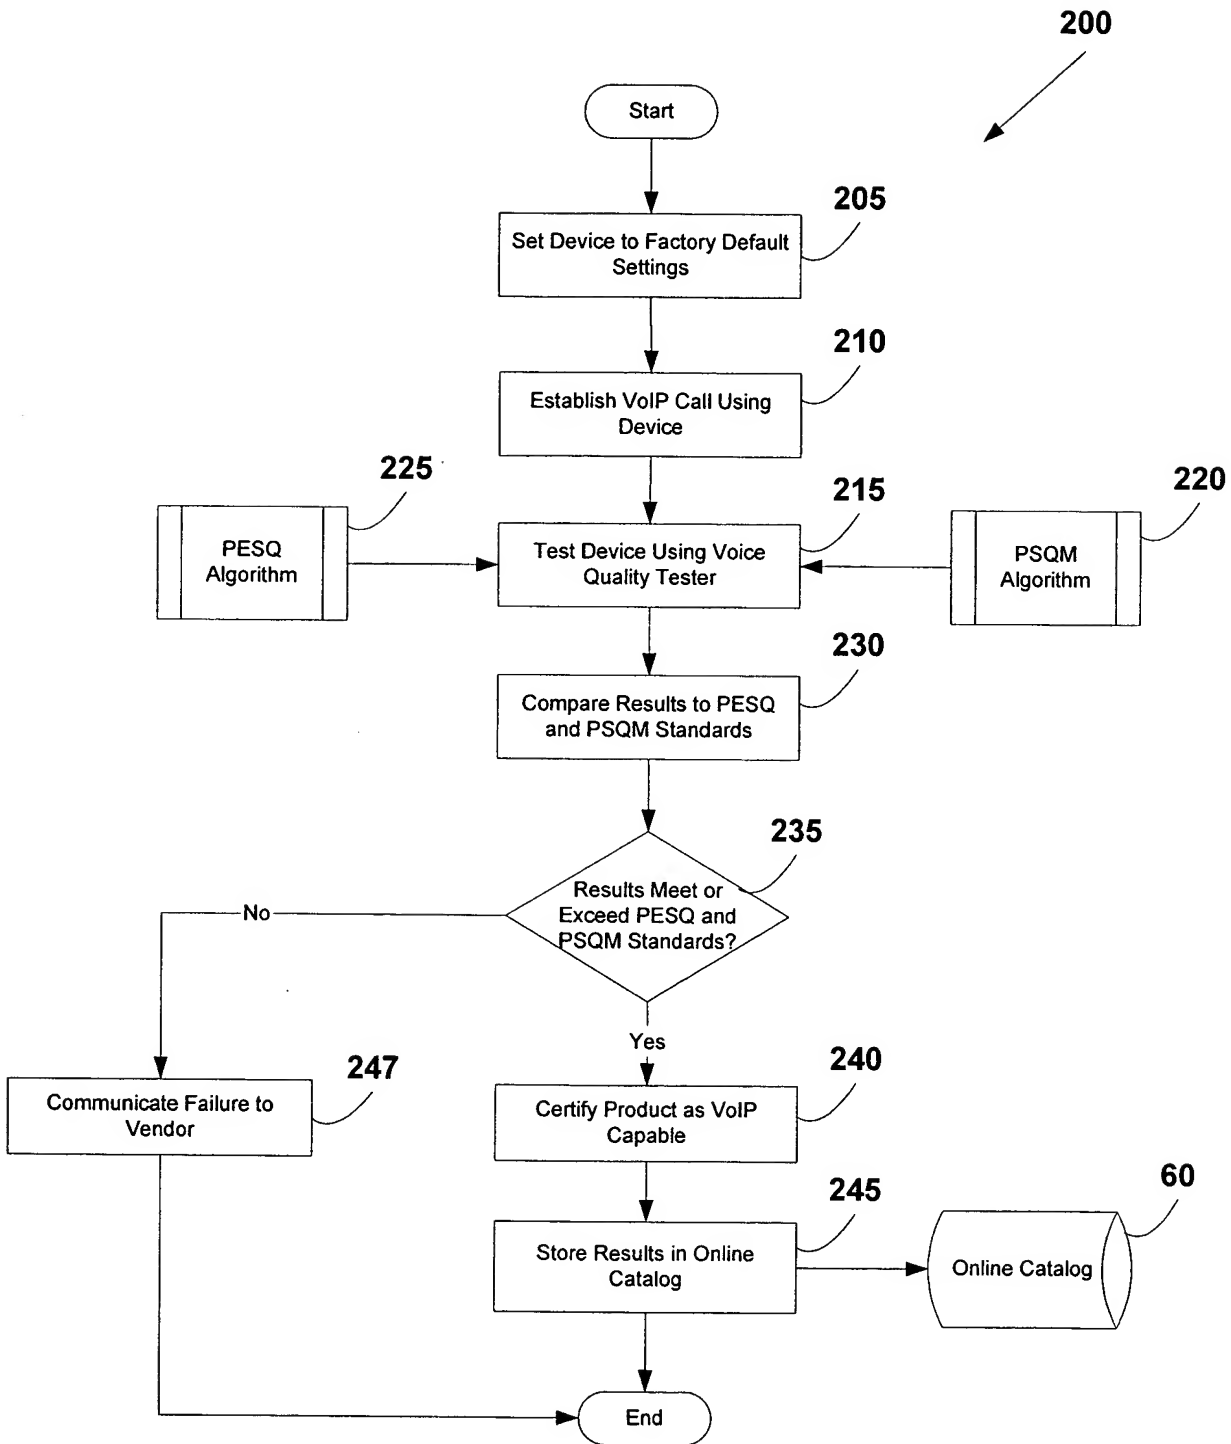 200
Start
205
Set Device to Factory Default
Settings
210
Establish VoIP Call Using
Device
225
215
220
PESQ
Algorithm
Test Device Using Voice
Quality Tester
PSQM
Algorithm
230
Compare Results to PESQ
and PSQM Standards
235
Results Meet or
Exceed PESQ and
PSQM Standards?
No
Yes
247
Communicate Failure to
Vendor
240
Certify Product as VoIP
Capable
245
Store Results in Online
Catalog
60
Online Catalog
End